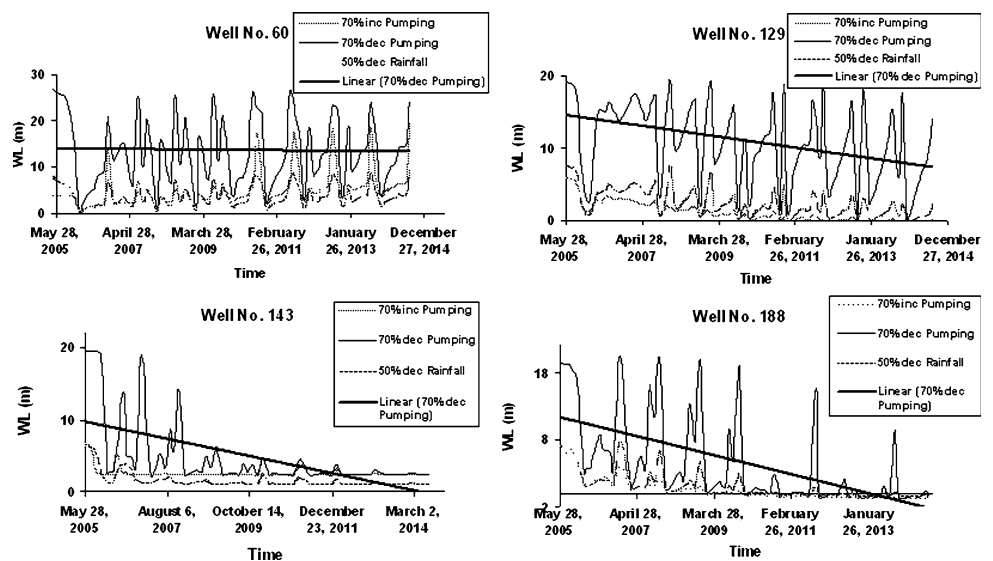 Well No. 60
70%inc Pumping
70%dec Pumping
50%dec Rainfall
Linear (70%dec Pumping)
WL (m)
30
20
10
0
May 28, 2005
April 28, 2007
March 28, 2009
February 26, 2011
January 26, 2013
December 27, 2014
Time
Well No. 129
70%inc Pumping
70%dec Pumping
50%dec Rainfall
Linear (70%dec Pumping)
WL (m)
20
10
0
May 28, 2005
April 28, 2007
March 28, 2009
February 26, 2011
January 26, 2013
December 27, 2014
Time
Well No. 143
70%inc Pumping
70%dec Pumping
50%dec Rainfall
Linear (70%dec
Pumping)
WL (m)
20
10
0
May 28, 2005
August 6, 2007
October 14, 2009
December 23, 2011
March 2, 2014
Time
Well No. 188
70%inc Pumping
70%dec Pumping
50%dec Rainfall
Linear (70%dec
Pumping)
WL (m)
18
8
-2
May 28, 2005
April 28, 2007
March 28, 2009
February 26, 2011
January 26, 2013
Time